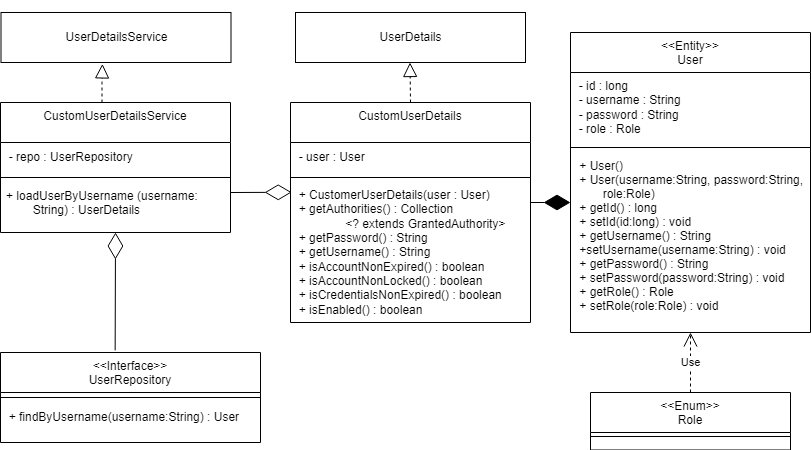 UserDetailsService
UserDetails
<<Entity>>
User
- id : long
- username : String
- password : String
- role : Role
+ User()
+ User(username:String, password:String,
role:Role)
+ getId() : long
+ setId(id:long) : void
+ getUsername() : String
+setUsername(username:String) : void
+ getPassword() : String
+ setPassword(password:String) : void
+ getRole() : Role
+ setRole(role:Role) : void
CustomUserDetailsService
- repo : UserRepository
+ loadUserByUsername (username:
String) : UserDetails
CustomUserDetails
- user : User
+ CustomerUserDetails(user : User)
+ getAuthorities() : Collection
<? extends GrantedAuthority>
+ getPassword() : String
+ getUsername() : String
+ isAccountNonExpired() : boolean
+ isAccountNonLocked() : boolean
+ isCredentialsNonExpired() : boolean
+ isEnabled() : boolean
<<Interface>>
UserRepository
+ findByUsername(username:String) : User
Use
<<Enum>>
Role